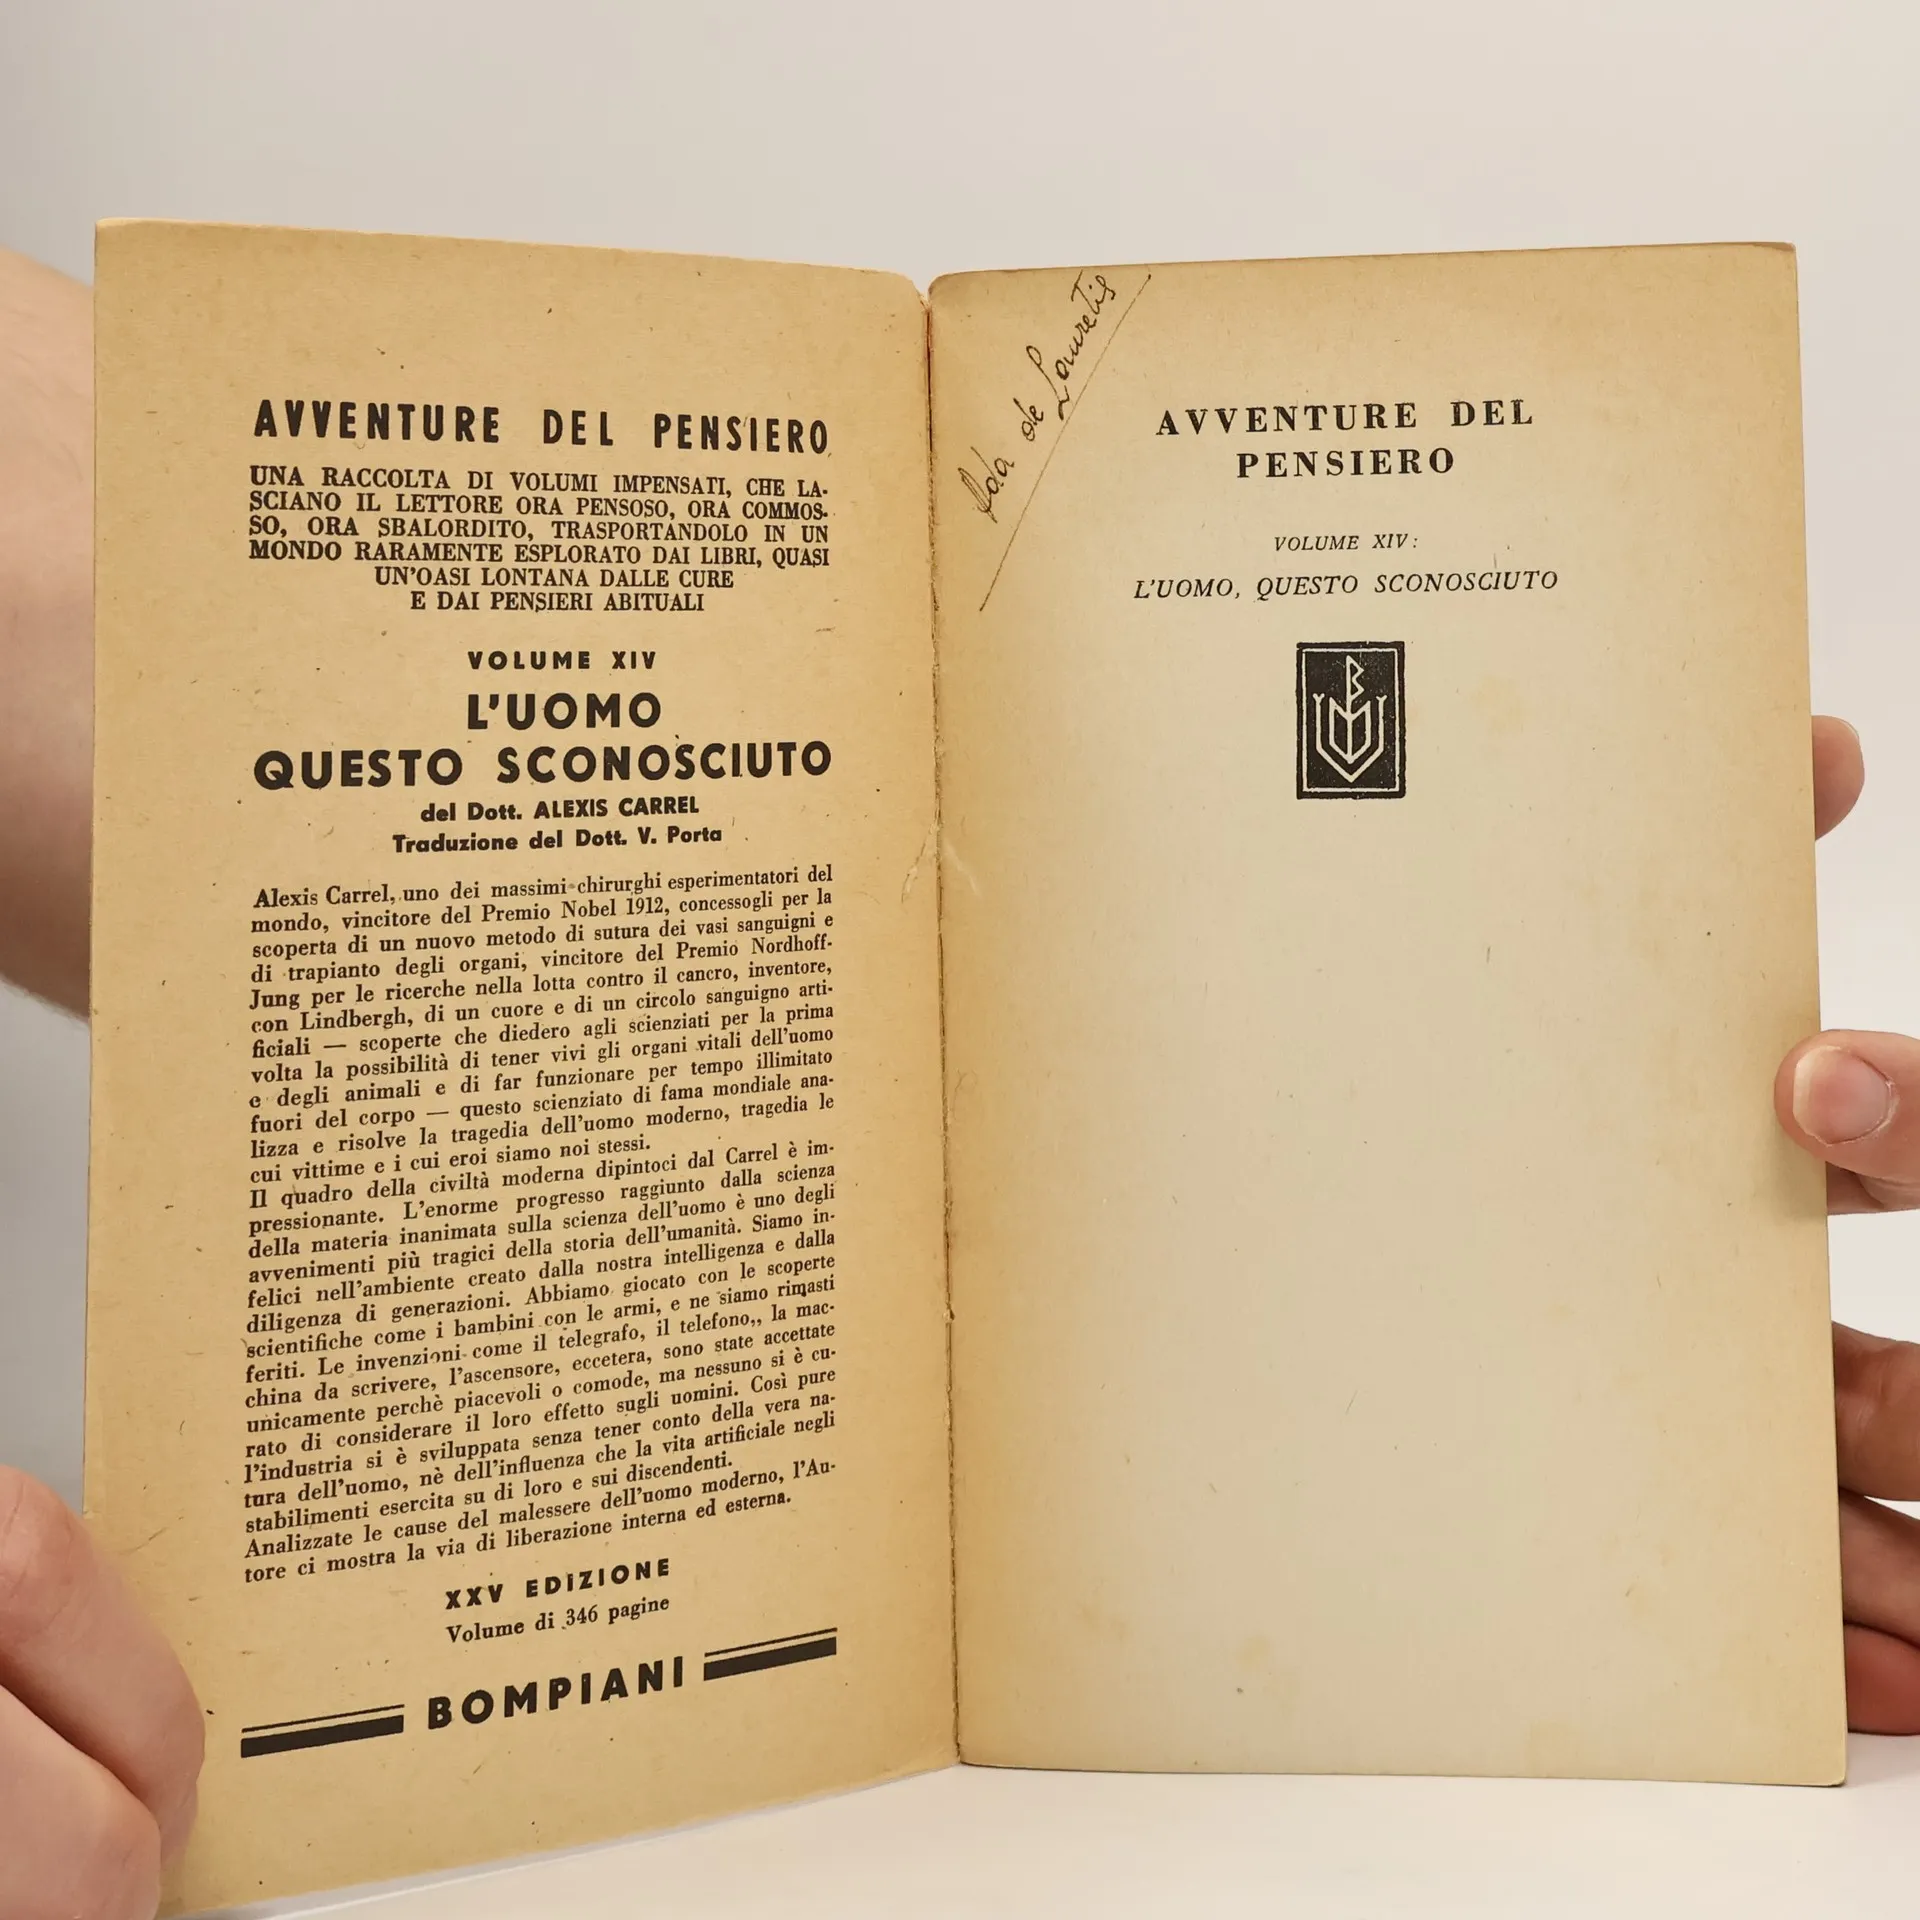 AVVENTURE DEL PENSIERO
UNA RACCOLTA DI VOLUMI IMPENSATI, CHE LA-
SCIANO IL LETTORE ORA PENSOSO, ORA COMMOS-
SO, ORA SBALORDITO, TRASPORTANDOLO IN UN
MONDO RARAMENTE ESPLORATO DAI LIBRI, QUASI
UN'OASI LONTANA DALLE CURE
E DAI PENSIERI ABITUALI
VOLUME XIV
L'UOMO
QUESTO SCONOSCIUTO
del Dott. ALEXIS CARREL
Traduzione del Dott. V. Porta
Alexis Carrel, uno dei massimi chirurghi esperimentatori del
mondo, vincitore del Premio Nobel 1912, concessogli per la
scoperta di un nuovo metodo di sutura dei vasi sanguigni e
di trapianto degli organi, vincitore del Premio Nordhoff-
Jung per le ricerche nella lotta contro il cancro, inventore,
con Lindbergh, di un cuore e di un circolo sanguigno arti-
ficiali — scoperte che diedero agli scienziati per la prima
volta la possibilità di tener vivi gli organi vitali dell'uomo
e degli animali e di far funzionare per tempo illimitato
fuori del corpo — questo scienziato di fama mondiale ana-
lizza e risolve la tragedia dell'uomo moderno, tragedia le
cui vittime e i cui eroi siamo noi stessi.
Il quadro della civiltà moderna dipintoci dal Carrel è im-
pressionante. L'enorme progresso raggiunto dalla scienza
della materia inanimata sulla scienza dell'uomo è uno degli
avvenimenti più tragici della storia dell'umanità. Siamo in-
felici nell'ambiente creato dalla nostra intelligenza e dalla
diligenza di generazioni. Abbiamo giocato con le scoperte
scientifiche come i bambini con le armi, e ne siamo rimasti
feriti. Le invenzioni come il telegrafo, il telefono,, la mac-
china da scrivere, l'ascensore, eccetera, sono state accettate
unicamente perchè piacevoli o comode, ma nessuno si è cu-
rato di considerare il loro effetto sugli uomini. Così pure
l'industria si è sviluppata senza tener conto della vera na-
tura dell'uomo, nè dell'influenza che la vita artificiale negli
stabilimenti esercita su di loro e sui discendenti.
Analizzate le cause del malessere dell'uomo moderno, l'Au-
tore ci mostra la via di liberazione interna ed esterna.
XXV EDIZIONE
Volume di 346 pagine
BOMPIANI
Ada de Lauretis
AVVENTURE DEL
PENSIERO
VOLUME XIV:
L'UOMO, QUESTO SCONOSCIUTO